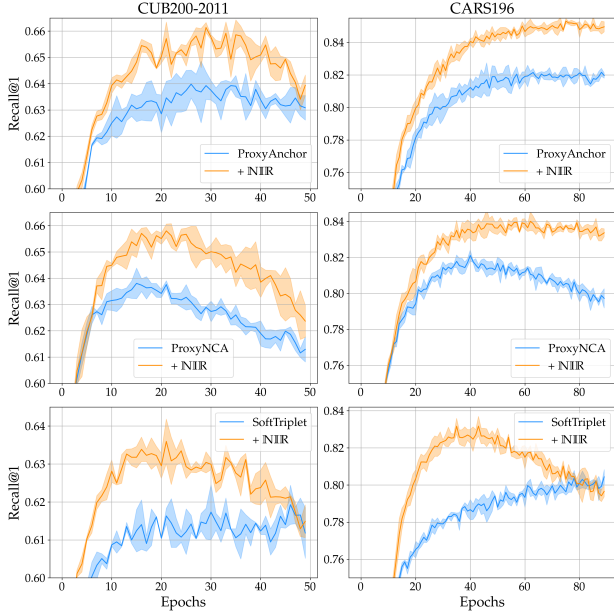 CUB200-2011
CARS196
Recall@1
0.66
0.65
0.64
0.63
0.62
0.61
0.60
0 10 20 30 40 50
ProxyAnchor
+ 𝕅𝕀𝕀ℝ
0.84
0.82
0.80
0.78
0.76
0 20 40 60 80
ProxyAnchor
+ 𝕅𝕀𝕀ℝ
Recall@1
0.66
0.65
0.64
0.63
0.62
0.61
0.60
0 10 20 30 40 50
ProxyNCA
+ 𝕅𝕀𝕀ℝ
0.84
0.82
0.80
0.78
0.76
0 20 40 60 80
ProxyNCA
+ 𝕅𝕀𝕀ℝ
Recall@1
0.64
0.63
0.62
0.61
0.60
0 10 20 30 40 50
SoftTriplet
+ 𝕅𝕀𝕀ℝ
Epochs
0.84
0.82
0.80
0.78
0.76
0 20 40 60 80
SoftTriplet
+ 𝕅𝕀𝕀ℝ
Epochs